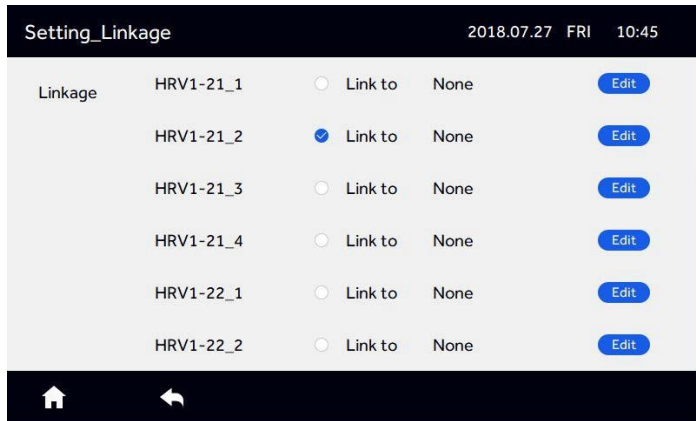 Setting_Linkage 2018.07.27 FRI 10:45
Linkage HRV1-21_1 Link to None Edit
HRV1-21_2 Link to None Edit
HRV1-21_3 Link to None Edit
HRV1-21_4 Link to None Edit
HRV1-22_1 Link to None Edit
HRV1-22_2 Link to None Edit